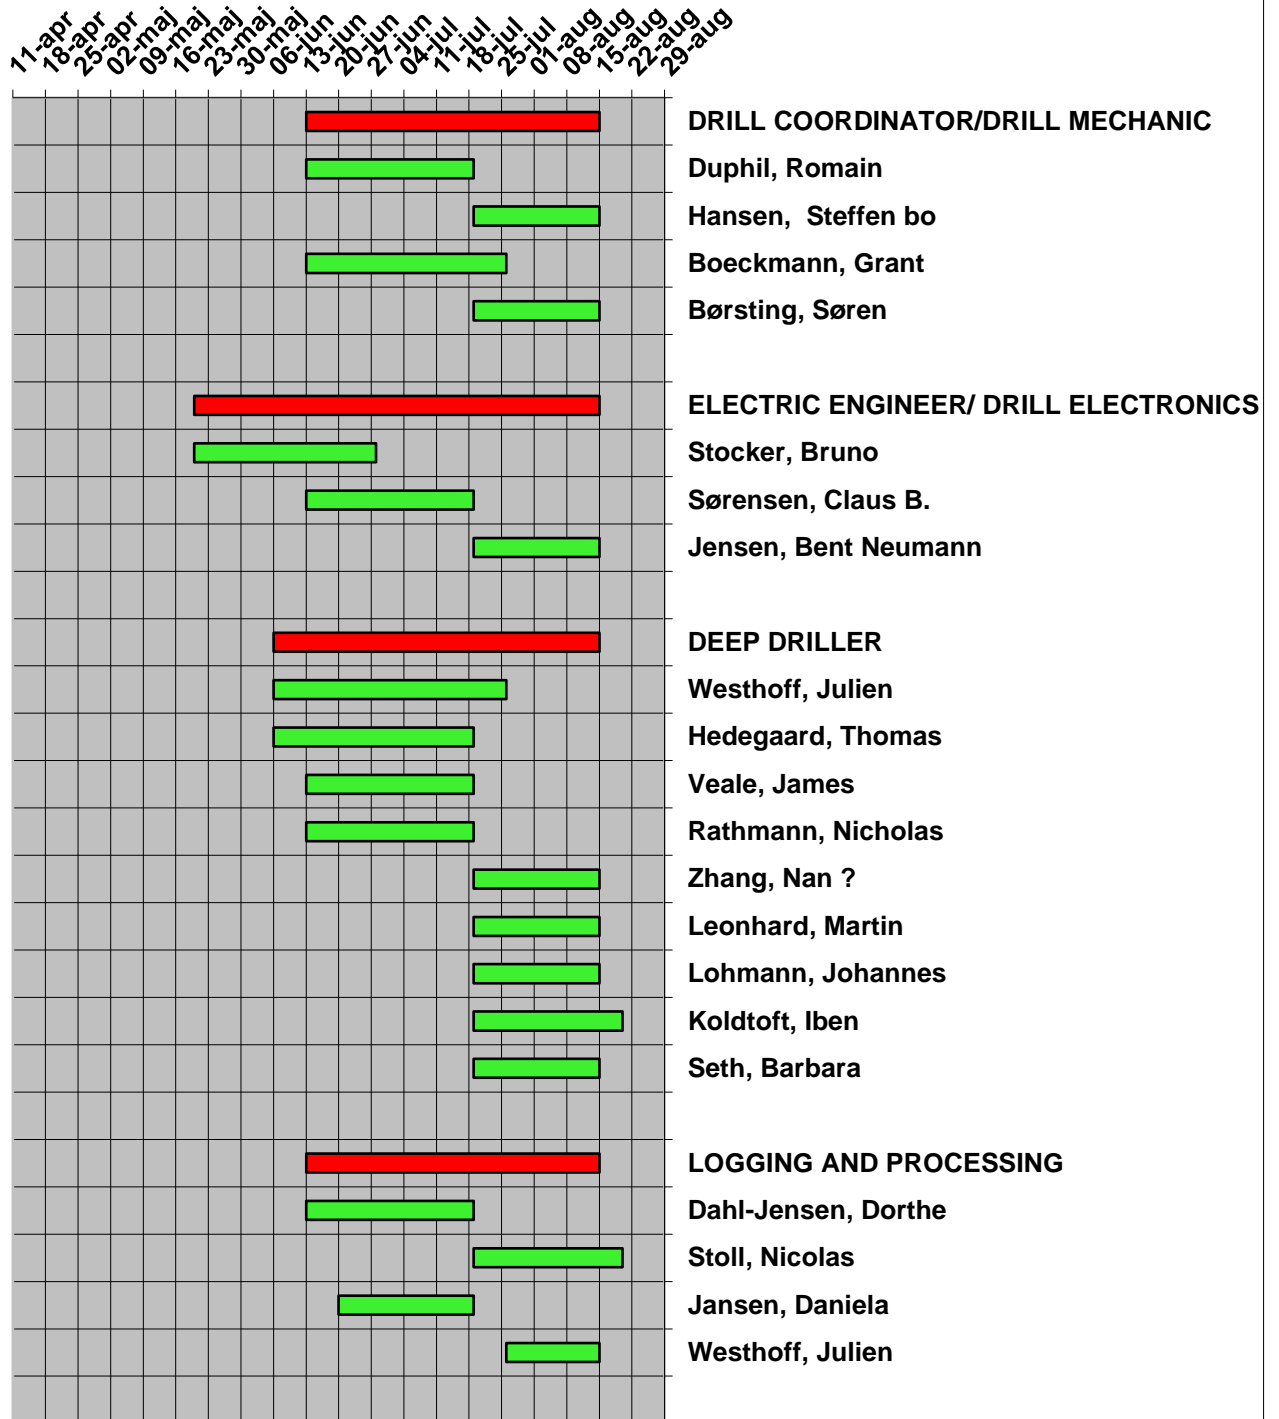 11-apr
18-apr
25-apr
02-maj
09-maj
16-maj
23-maj
30-maj
06-jun
13-jun
20-jun
27-jun
04-jul
11-jul
18-jul
25-jul
01-aug
08-aug
15-aug
22-aug
29-aug
DRILL COORDINATOR/DRILL MECHANIC
Duphil, Romain
Hansen,  Steffen bo
Boeckmann, Grant
Børsting, Søren
ELECTRIC ENGINEER/ DRILL ELECTRONICS
Stocker, Bruno
Sørensen, Claus B.
Jensen, Bent Neumann
DEEP DRILLER
Westhoff, Julien
Hedegaard, Thomas
Veale, James
Rathmann, Nicholas
Zhang, Nan ?
Leonhard, Martin
Lohmann, Johannes
Koldtoft, Iben
Seth, Barbara
LOGGING AND PROCESSING
Dahl-Jensen, Dorthe
Stoll, Nicolas
Jansen, Daniela
Westhoff, Julien